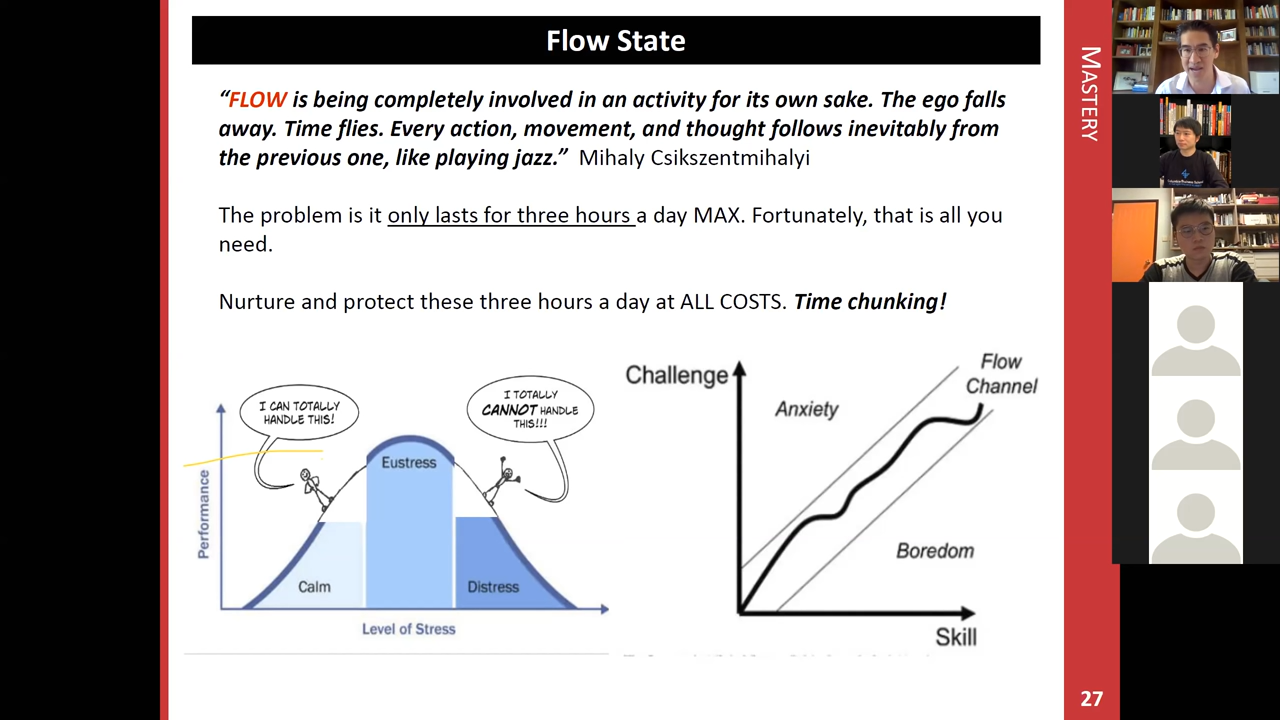 Flow State
“FLOW is being completely involved in an activity for its own sake. The ego falls
away. Time flies. Every action, movement, and thought follows inevitably from
the previous one, like playing jazz.” Mihaly Csikszentmihalyi
The problem is it only lasts for three hours a day MAX. Fortunately, that is all you
need.
Nurture and protect these three hours a day at ALL COSTS. Time chunking!
I CAN TOTALLY
HANDLE THIS!
I TOTALLY
CANNOT HANDLE
THIS!!!
Eustress
Calm
Distress
Performance
Level of Stress
Challenge
Flow
Channel
Anxiety
Boredom
Skill
MASTERY
27